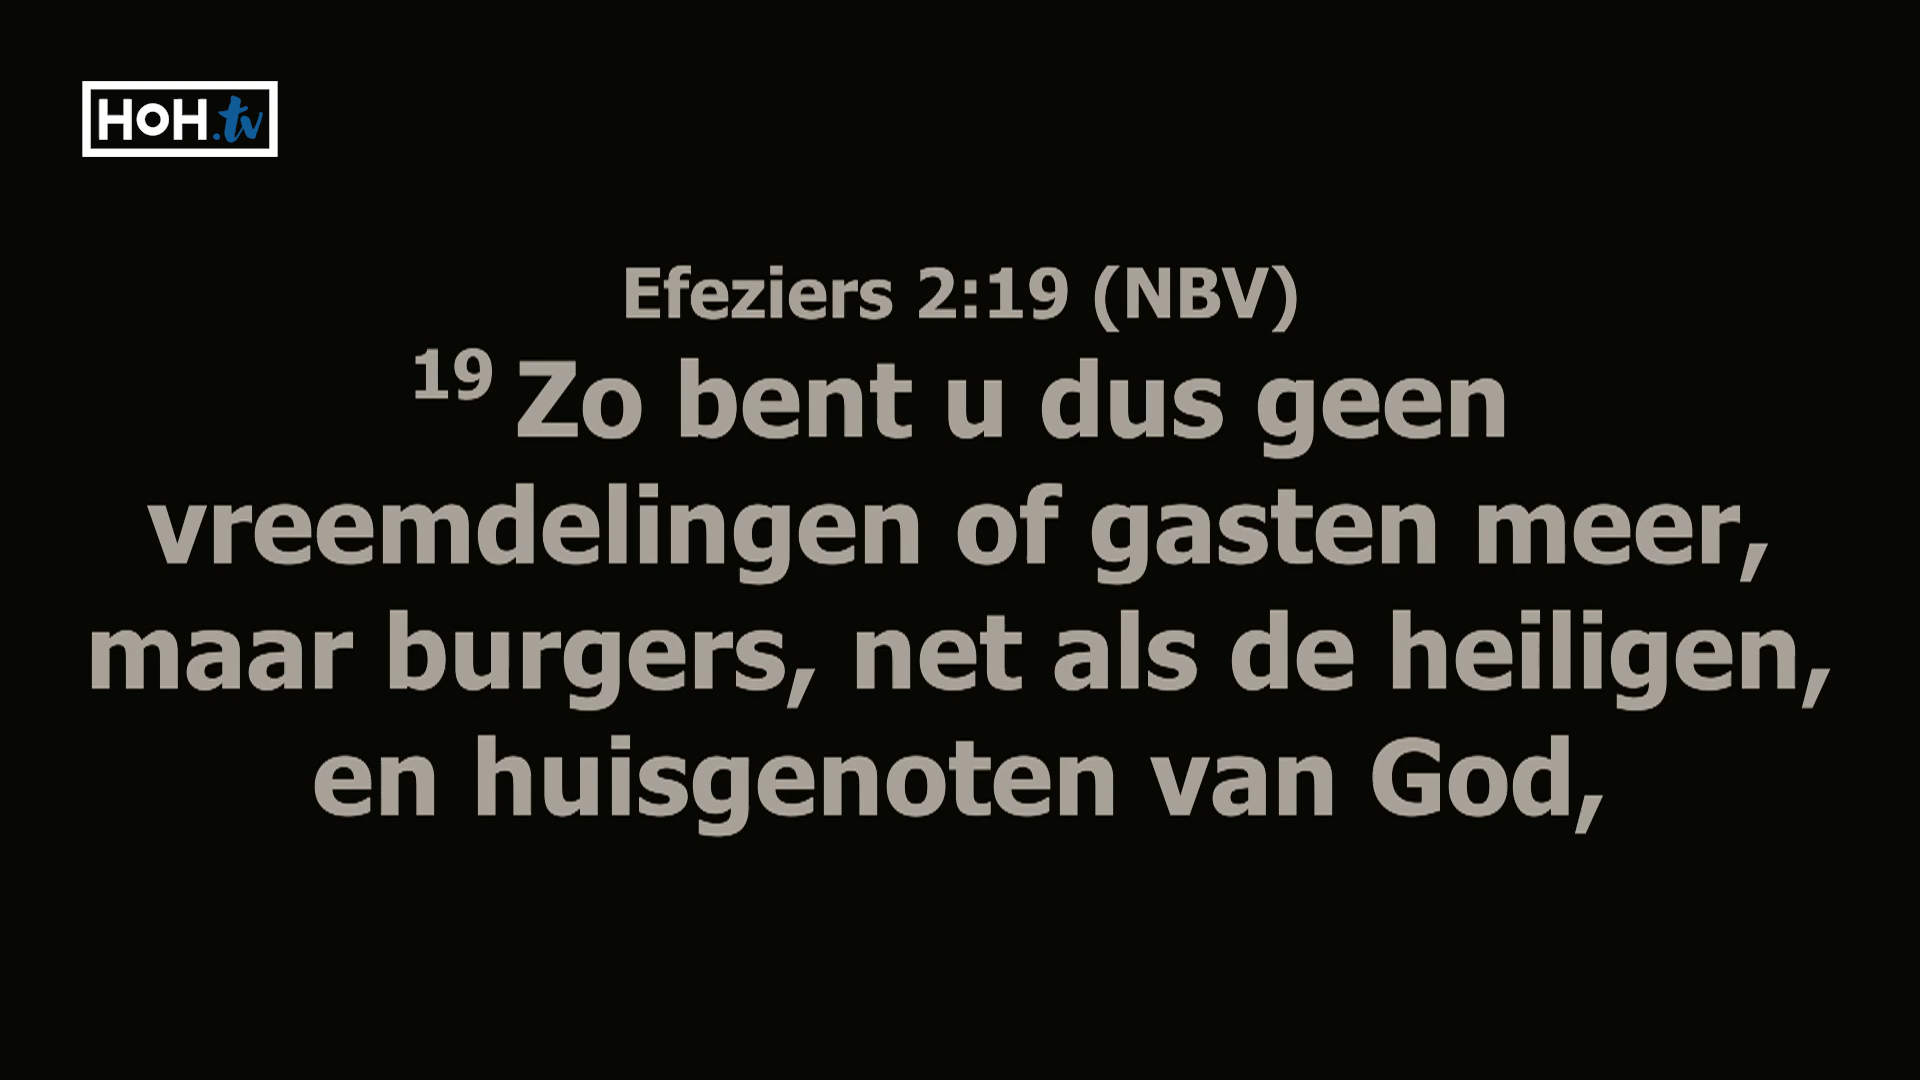 HOH.tv
Efeziers 2:19 (NBV)
19 Zo bent u dus geen
vreemdelingen of gasten meer,
maar burgers, net als de heiligen,
en huisgenoten van God,